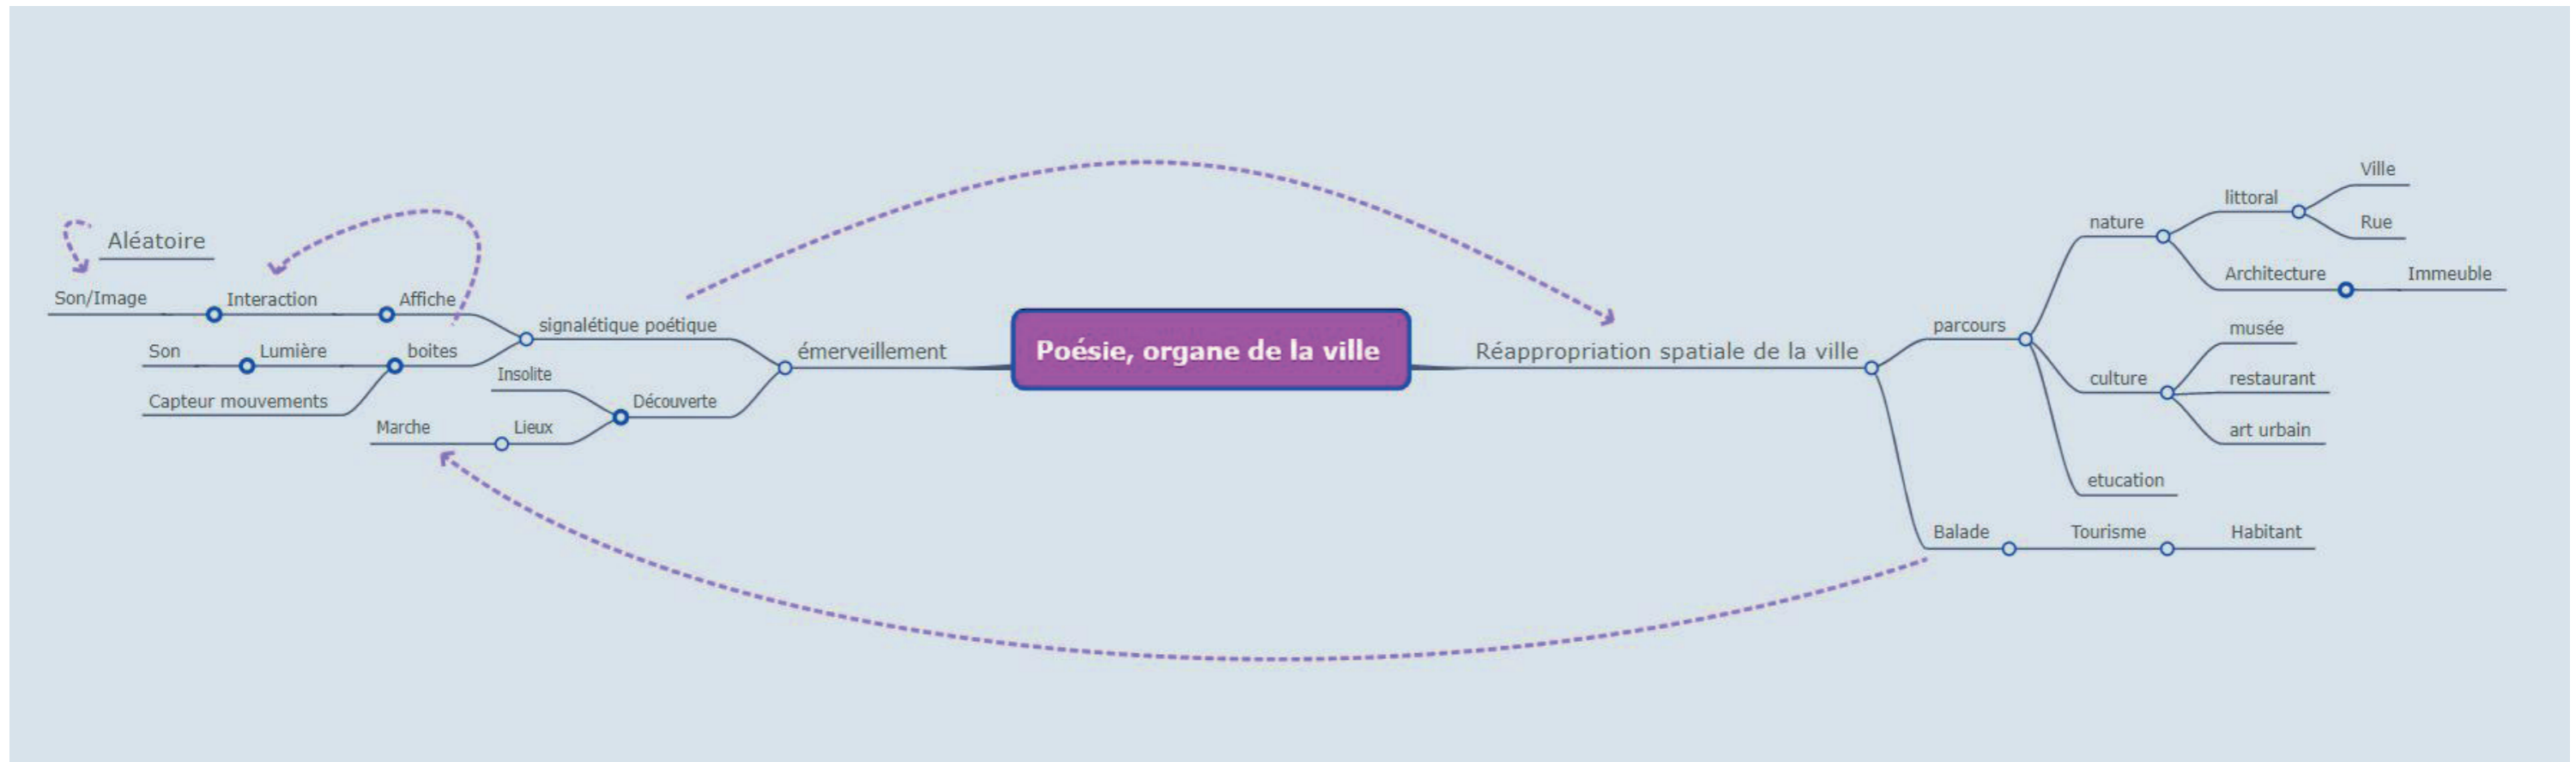 Poésie, organe de la ville
émerveillement
signalétique poétique
Affiche
Interaction
Son/Image
Aléatoire
boites
Lumière
Son
Capteur mouvements
Découverte
Insolite
Lieux
Marche
Réappropriation spatiale de la ville
parcours
nature
littoral
Ville
Rue
Architecture
Immeuble
culture
musée
restaurant
art urbain
etucation
Balade
Tourisme
Habitant